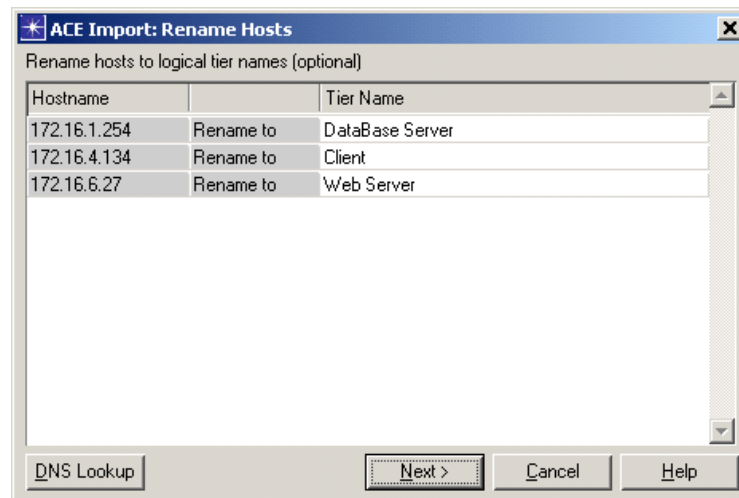 ACE Import: Rename Hosts
Rename hosts to logical tier names (optional)
Hostname Tier Name
172.16.1.254 Rename to DataBase Server
172.16.4.134 Rename to Client
172.16.6.27 Rename to Web Server
DNS Lookup Next > Cancel Help